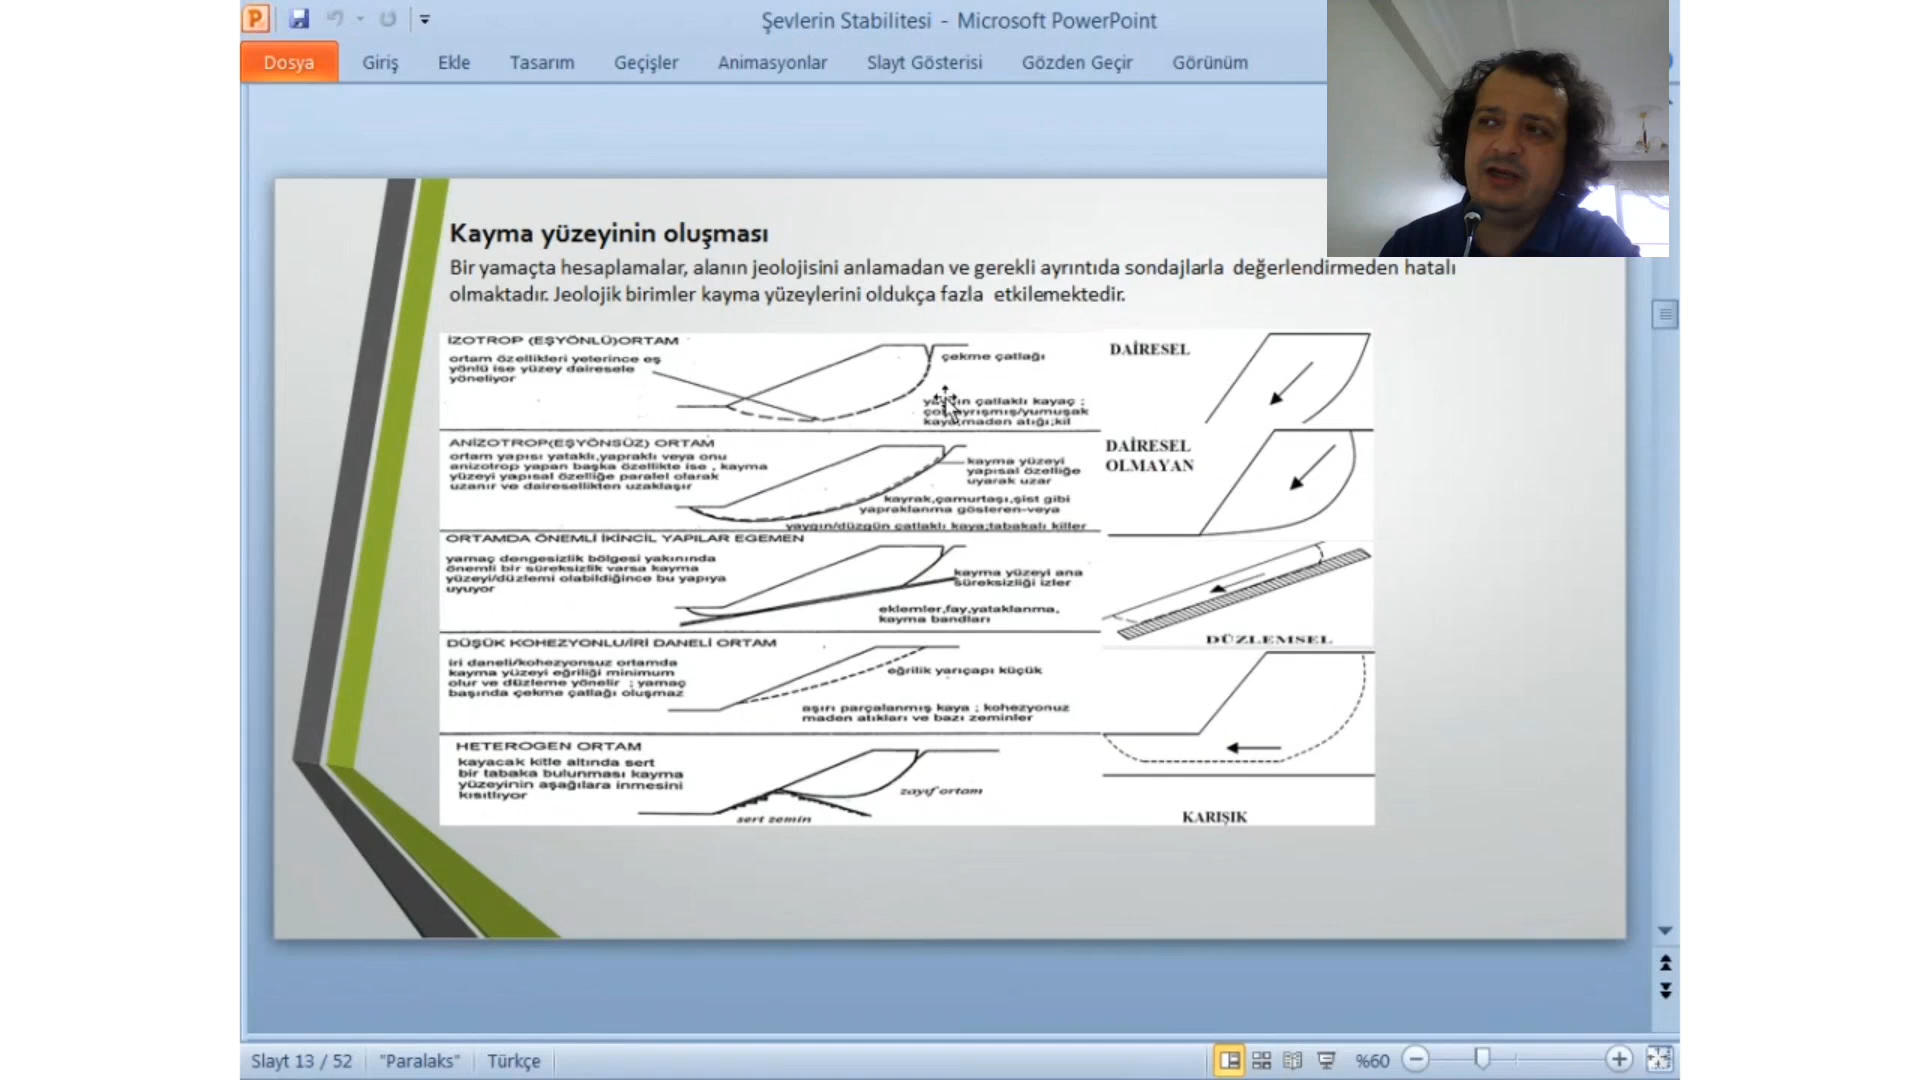 Şevlerin Stabilitesi - Microsoft PowerPoint
Dosya Giriş Ekle Tasarım Geçişler Animasyonlar Slayt Gösterisi Gözden Geçir Görünüm
Kayma yüzeyinin oluşması
Bir yamaçta hesaplamalar, alanın jeolojisini anlamadan ve gerekli ayrıntıda sondajlarla değerlendirmeden hatalı
olmaktadır. Jeolojik birimler kayma yüzeylerini oldukça fazla etkilemektedir.
İZOTROP (EŞYÖNLÜ)ORTAM
ortam özellikleri yeterince eş
yönlü ise yüzey dairesele
yöneliyor
çekme çatlağı
çatlaklı kayaç ;
kaya;maden atığı;kil
DAİRESEL
ANİZOTROP(EŞYÖNSÜZ) ORTAM
ortam yapısı yataklı,yapraklı veya onu
anizotrop yapan başka özellikte ise , kayma
yüzeyi yapısal özelliğe paralel olarak
uzanır ve dairesellikten uzaklaşır
kayma yüzeyi
yapısal özelliğe
uyarak uzar
kayrak,çamurtaşı,şist gibi
yapraklanma gösteren-veya
yaygın/düzgün çatlaklı kaya;tabakalı killer
DAİRESEL
OLMAYAN
ORTAMDA ÖNEMLİ İKİNCİL YAPILAR EGEMEN
yamaç dengesizlik bölgesi yakınında
önemli bir süreksizlik varsa kayma
yüzeyi/düzlemi olabildiğince bu yapıya
uyuyor
kayma yüzeyi ana
süreksizliği izler
eklemler,fay,yataklanma,
kayma bandları
DÜZLEMSEL
DÜŞÜK KOHEZYONLU/İRİ DANELİ ORTAM
iri daneli/kohezyonsuz ortamda
kayma yüzeyi eğriliği minimum
olur ve düzleme yönelir ; yamaç
başında çekme çatlağı oluşmaz
eğrilik yarıçapı küçük
aşırı parçalanmış kaya ; kohezyonuz
maden atıkları ve bazı zeminler
HETEROGEN ORTAM
kayacak kitle altında sert
bir tabaka bulunması kayma
yüzeyinin aşağılara inmesini
kısıtlıyor
zayıf ortam
sert zemin
KARIŞIK
Slayt 13 / 52 "Paralaks" Türkçe %60